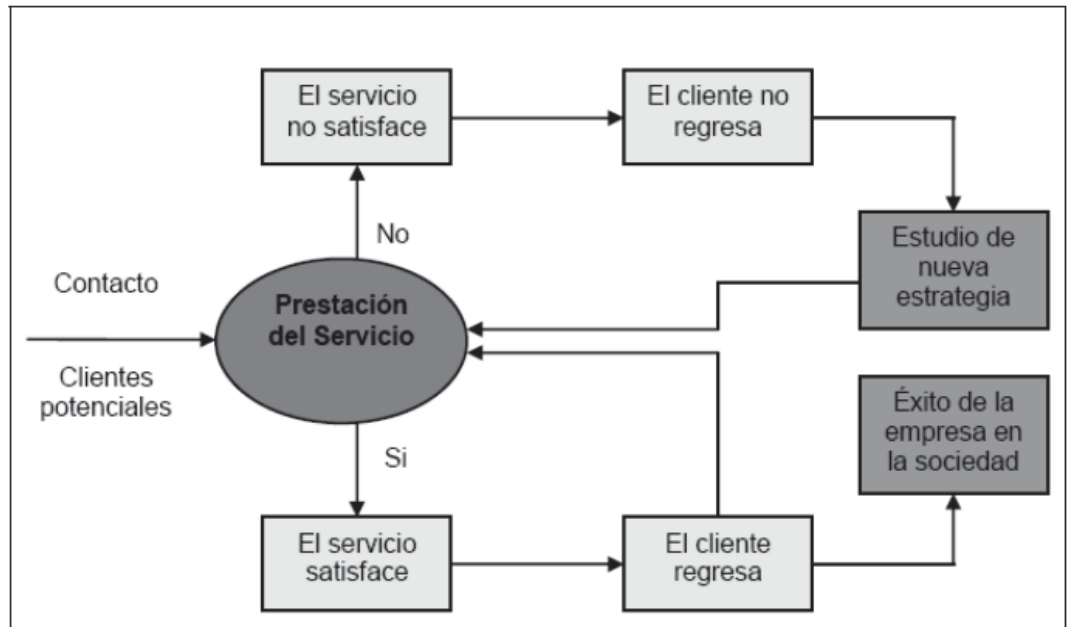 El servicio
no satisface
El cliente no
regresa
No
Estudio de
nueva
estrategia
Contacto
Prestación
del Servicio
Clientes
potenciales
Éxito de la
empresa en
la sociedad
Si
El servicio
satisface
El cliente
regresa